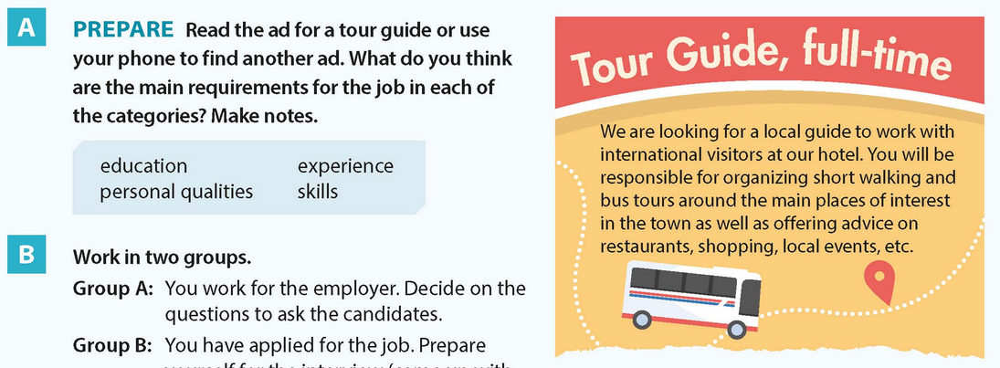 A
PREPARE Read the ad for a tour guide or use
your phone to find another ad. What do you think
are the main requirements for the job in each of
the categories? Make notes.
education experience
personal qualities skills
B
Work in two groups.
Group A: You work for the employer. Decide on the
questions to ask the candidates.
Group B: You have applied for the job. Prepare
Tour Guide, full-time
We are looking for a local guide to work with
international visitors at our hotel. You will be
responsible for organizing short walking and
bus tours around the main places of interest
in the town as well as offering advice on
restaurants, shopping, local events, etc.